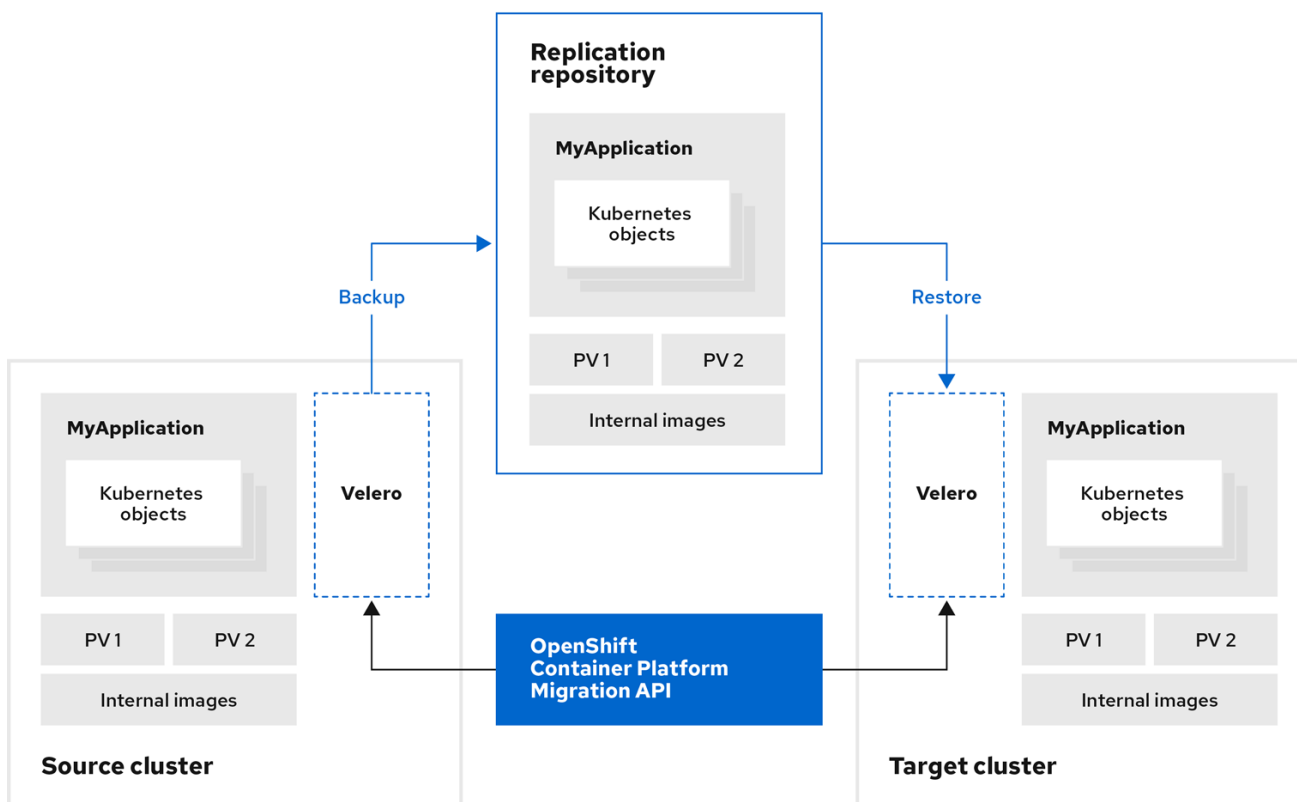 Replication
repository
MyApplication
Kubernetes
objects
PV 1
PV 2
Internal images
Backup
Restore
MyApplication
Kubernetes
objects
Velero
PV 1
PV 2
Internal images
Source cluster
OpenShift
Container Platform
Migration API
Velero
MyApplication
Kubernetes
objects
PV 1
PV 2
Internal images
Target cluster